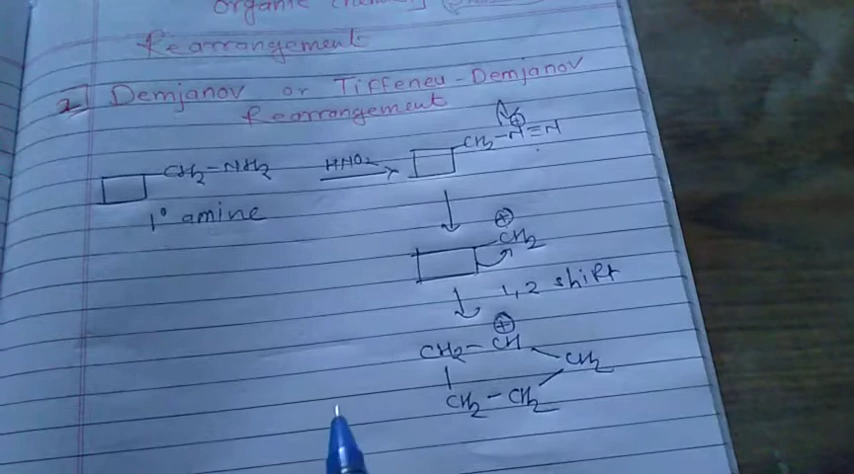 Organic
Rearrangement
2] Demjanov or Tiffeneu-Demjanov
Rearrangement
CH2-NH2
HNO2
CH2-N=N
⊕
1° amine
⊕
CH2
1,2 shift
⊕
CH2-CH
CH2
CH2-CH2